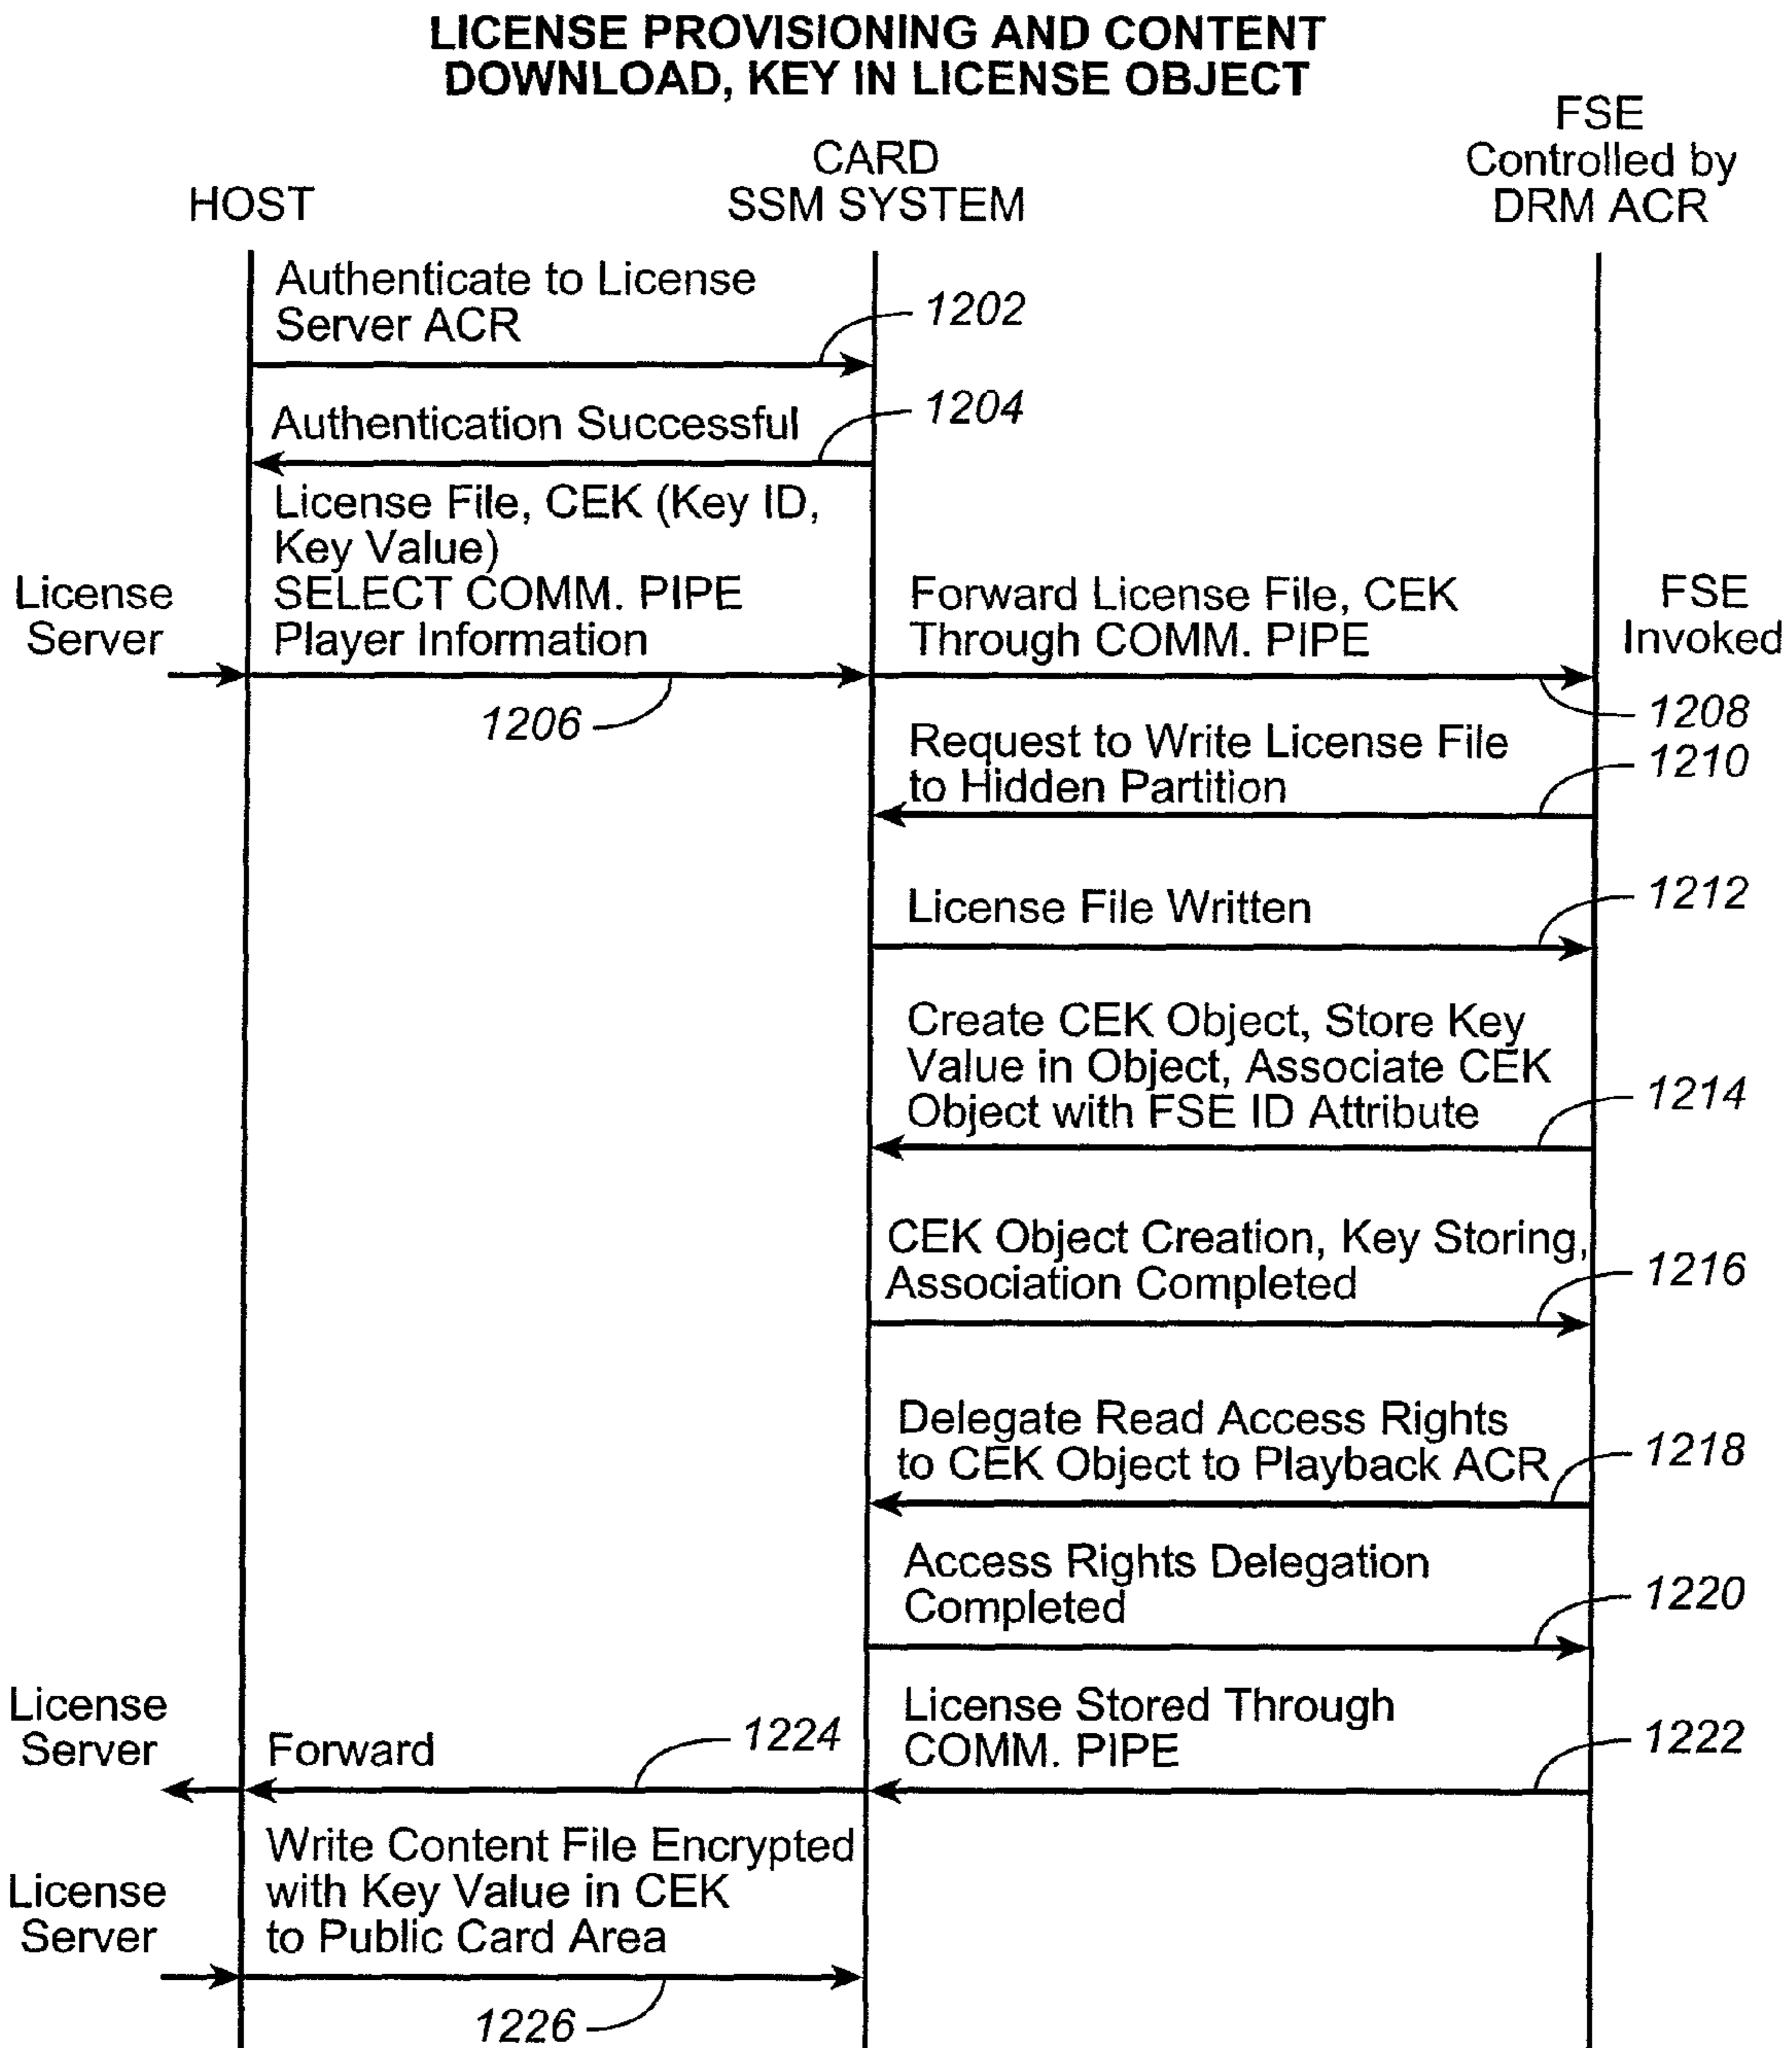 LICENSE PROVISIONING AND CONTENT
DOWNLOAD, KEY IN LICENSE OBJECT
HOST
CARD
SSM SYSTEM
FSE
Controlled by
DRM ACR
Authenticate to License
Server ACR
1202
Authentication Successful
1204
License
Server
License File, CEK (Key ID,
Key Value)
SELECT COMM. PIPE
Player Information
1206
Forward License File, CEK
Through COMM. PIPE
FSE
Invoked
1208
Request to Write License File
to Hidden Partition
1210
License File Written
1212
Create CEK Object, Store Key
Value in Object, Associate CEK
Object with FSE ID Attribute
1214
CEK Object Creation, Key Storing,
Association Completed
1216
Delegate Read Access Rights
to CEK Object to Playback ACR
1218
Access Rights Delegation
Completed
1220
License Stored Through
COMM. PIPE
1222
License
Server
Forward
1224
License
Server
Write Content File Encrypted
with Key Value in CEK
to Public Card Area
1226